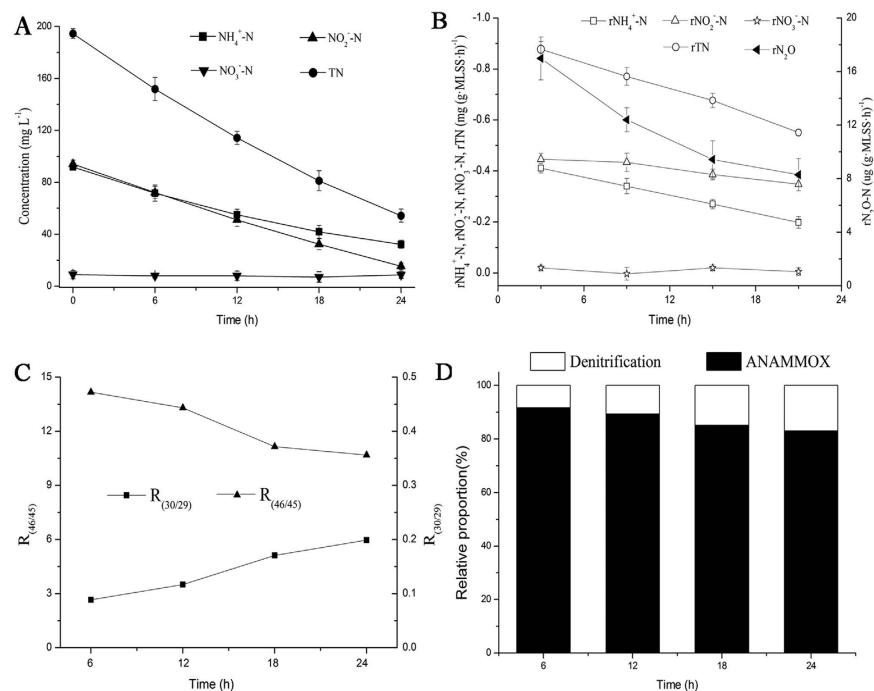 A
NH₄⁺-N NO₂⁻-N
NO₃⁻-N TN
Concentration (mg L⁻¹)
200
160
120
80
40
0
0 6 12 18 24
Time (h)
B
rNH₄⁺-N rNO₂⁻-N rNO₃⁻-N
rTN rN₂O
rNH₄⁺-N, rNO₂⁻-N, rNO₃⁻-N, rTN (mg (g·MLSS·h)⁻¹)
-1.0
-0.8
-0.6
-0.4
-0.2
0.0
0 6 12 18 24
Time (h)
20
16
12
8
4
0
rN₂O-N (ug (g·MLSS·h)⁻¹)
C
R(46/45)
15
12
9
6
3
0
R(30/29) R(46/45)
6 12 18 24
Time (h)
0.5
0.4
0.3
0.2
0.1
0.0
R(30/29)
D
Denitrification ANAMMOX
Relative proportion(%)
100
80
60
40
20
0
6 12 18 24
Time (h)